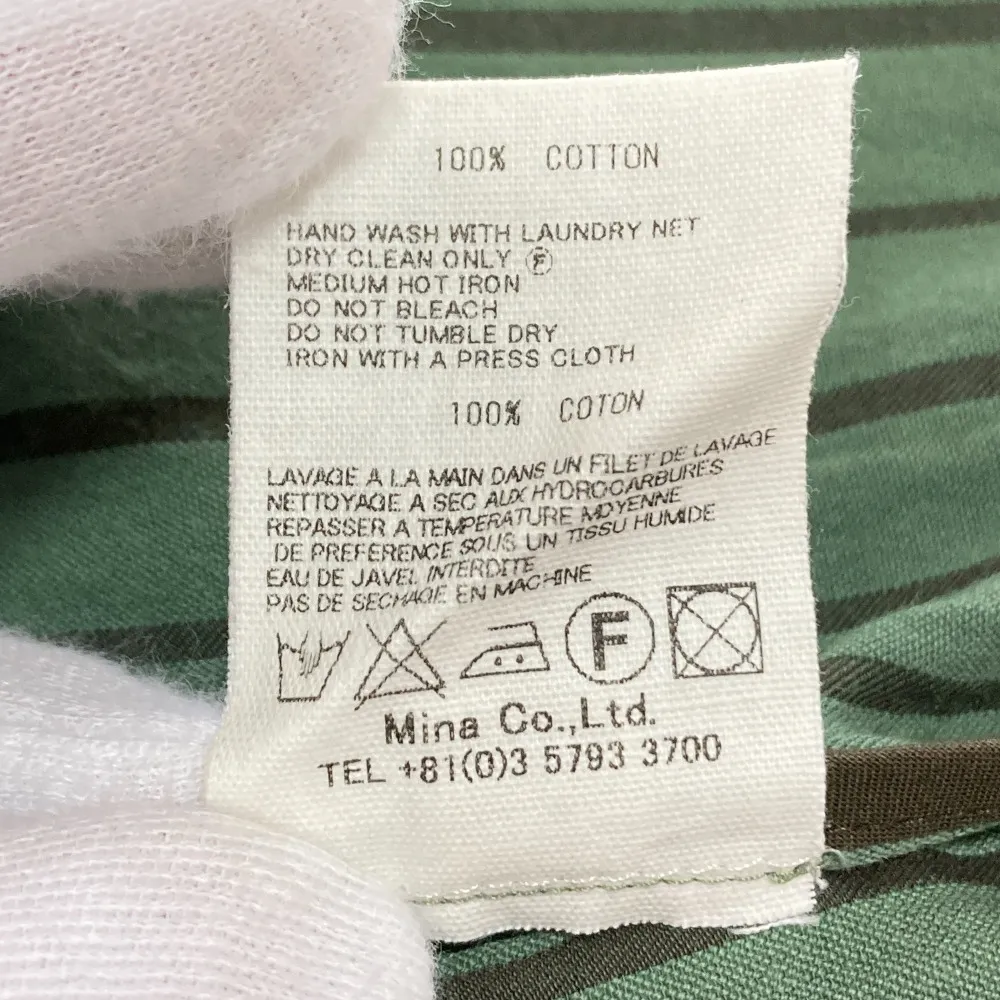 100% COTTON
HAND WASH WITH LAUNDRY NET
DRY CLEAN ONLY Ⓕ
MEDIUM HOT IRON
DO NOT BLEACH
DO NOT TUMBLE DRY
IRON WITH A PRESS CLOTH
100% COTON
LAVAGE A LA MAIN DANS UN FILET DE LAVAGE
NETTOYAGE A SEC AUX HYDROCARBURES
REPASSER A TEMPERATURE MOYENNE
DE PREFERENCE SOUS UN TISSU HUMIDE
EAU DE JAVEL INTERDITE
PAS DE SECHAGE EN MACHINE
F
Mina Co.,Ltd.
TEL +81(0)3 5793 3700